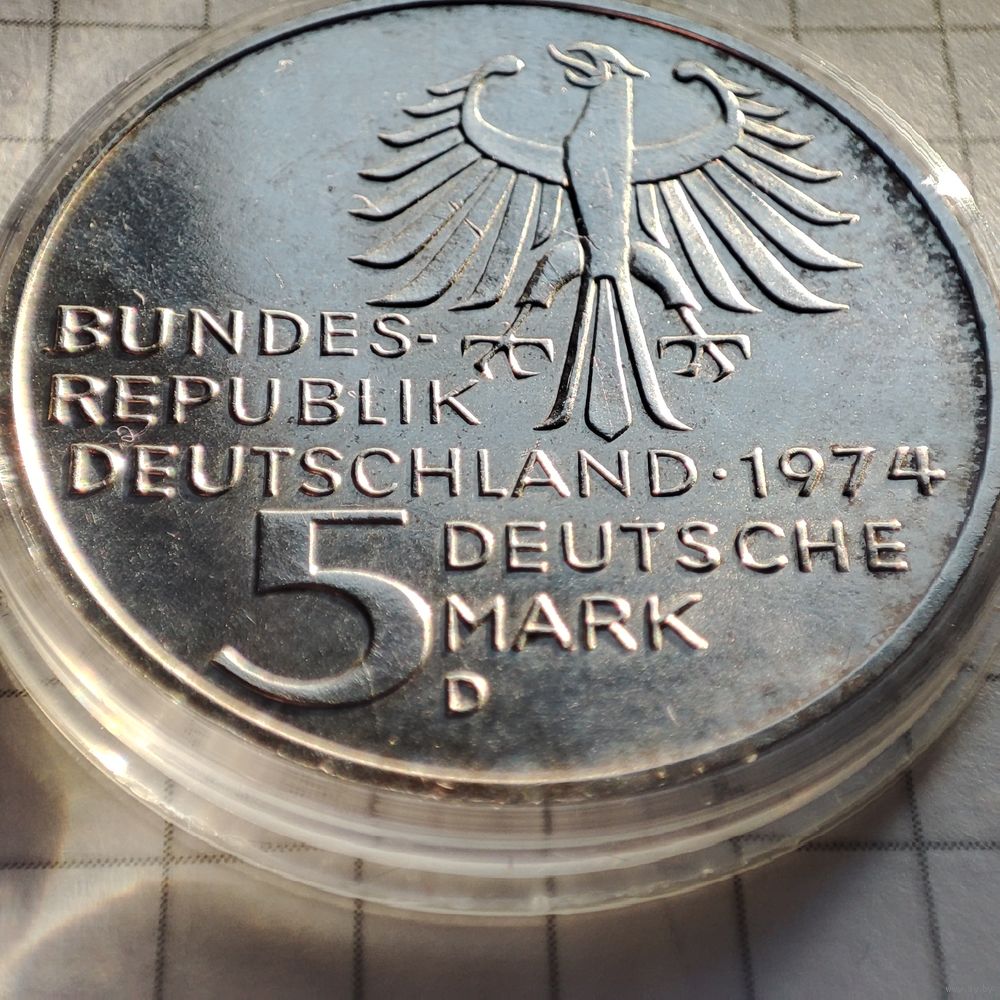 BUNDES-
REPUBLIK
DEUTSCHLAND·1974
5 DEUTSCHE
MARK
D